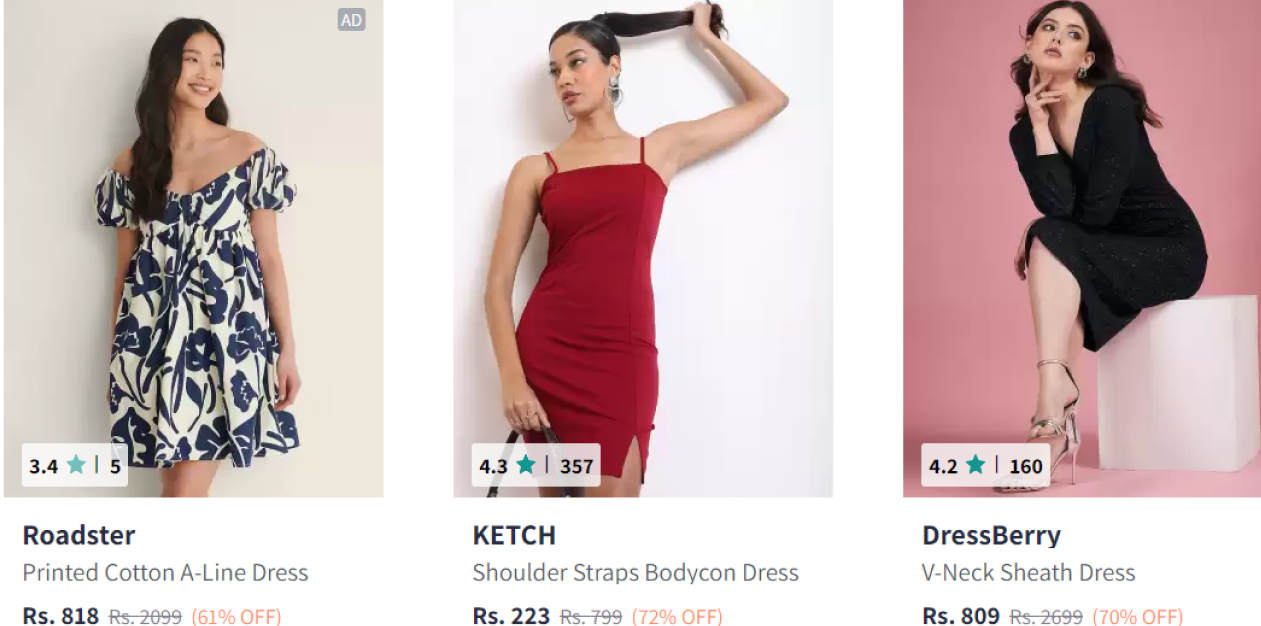 AD
3.4 ★ | 5
4.3 ★ | 357
4.2 ★ | 160
Roadster
KETCH
DressBerry
Printed Cotton A-Line Dress
Shoulder Straps Bodycon Dress
V-Neck Sheath Dress
Rs. 818 Rs. 2099 (61% OFF)
Rs. 223 Rs. 799 (72% OFF)
Rs. 809 Rs. 2699 (70% OFF)